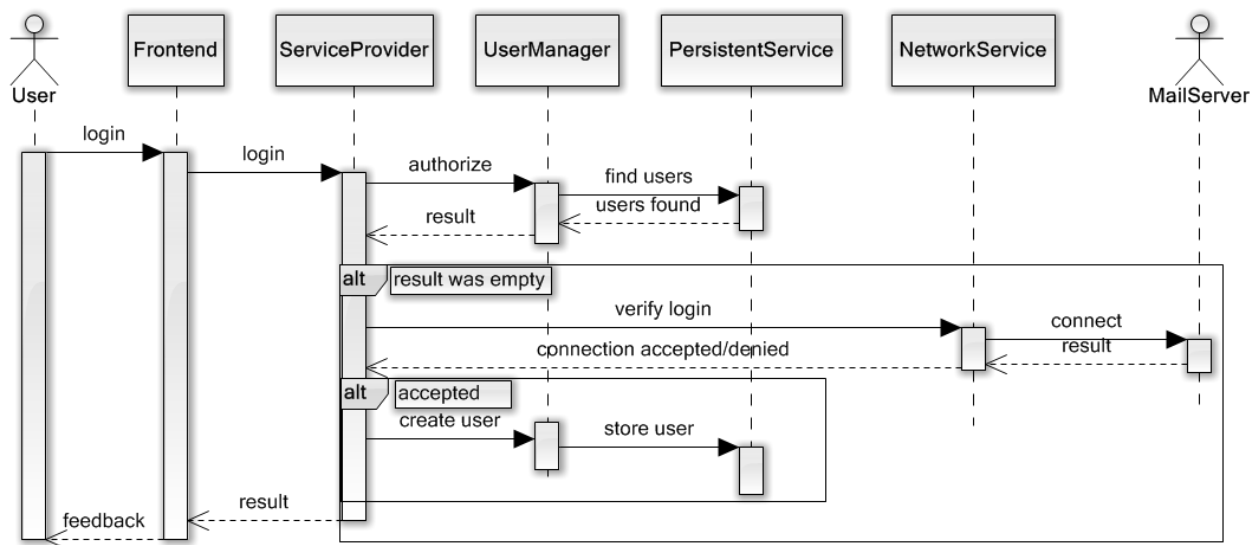 Frontend
ServiceProvider
UserManager
PersistentService
NetworkService
User
MailServer
login
login
authorize
find users
users found
result
alt
result was empty
verify login
connect
result
connection accepted/denied
alt
accepted
create user
store user
result
feedback